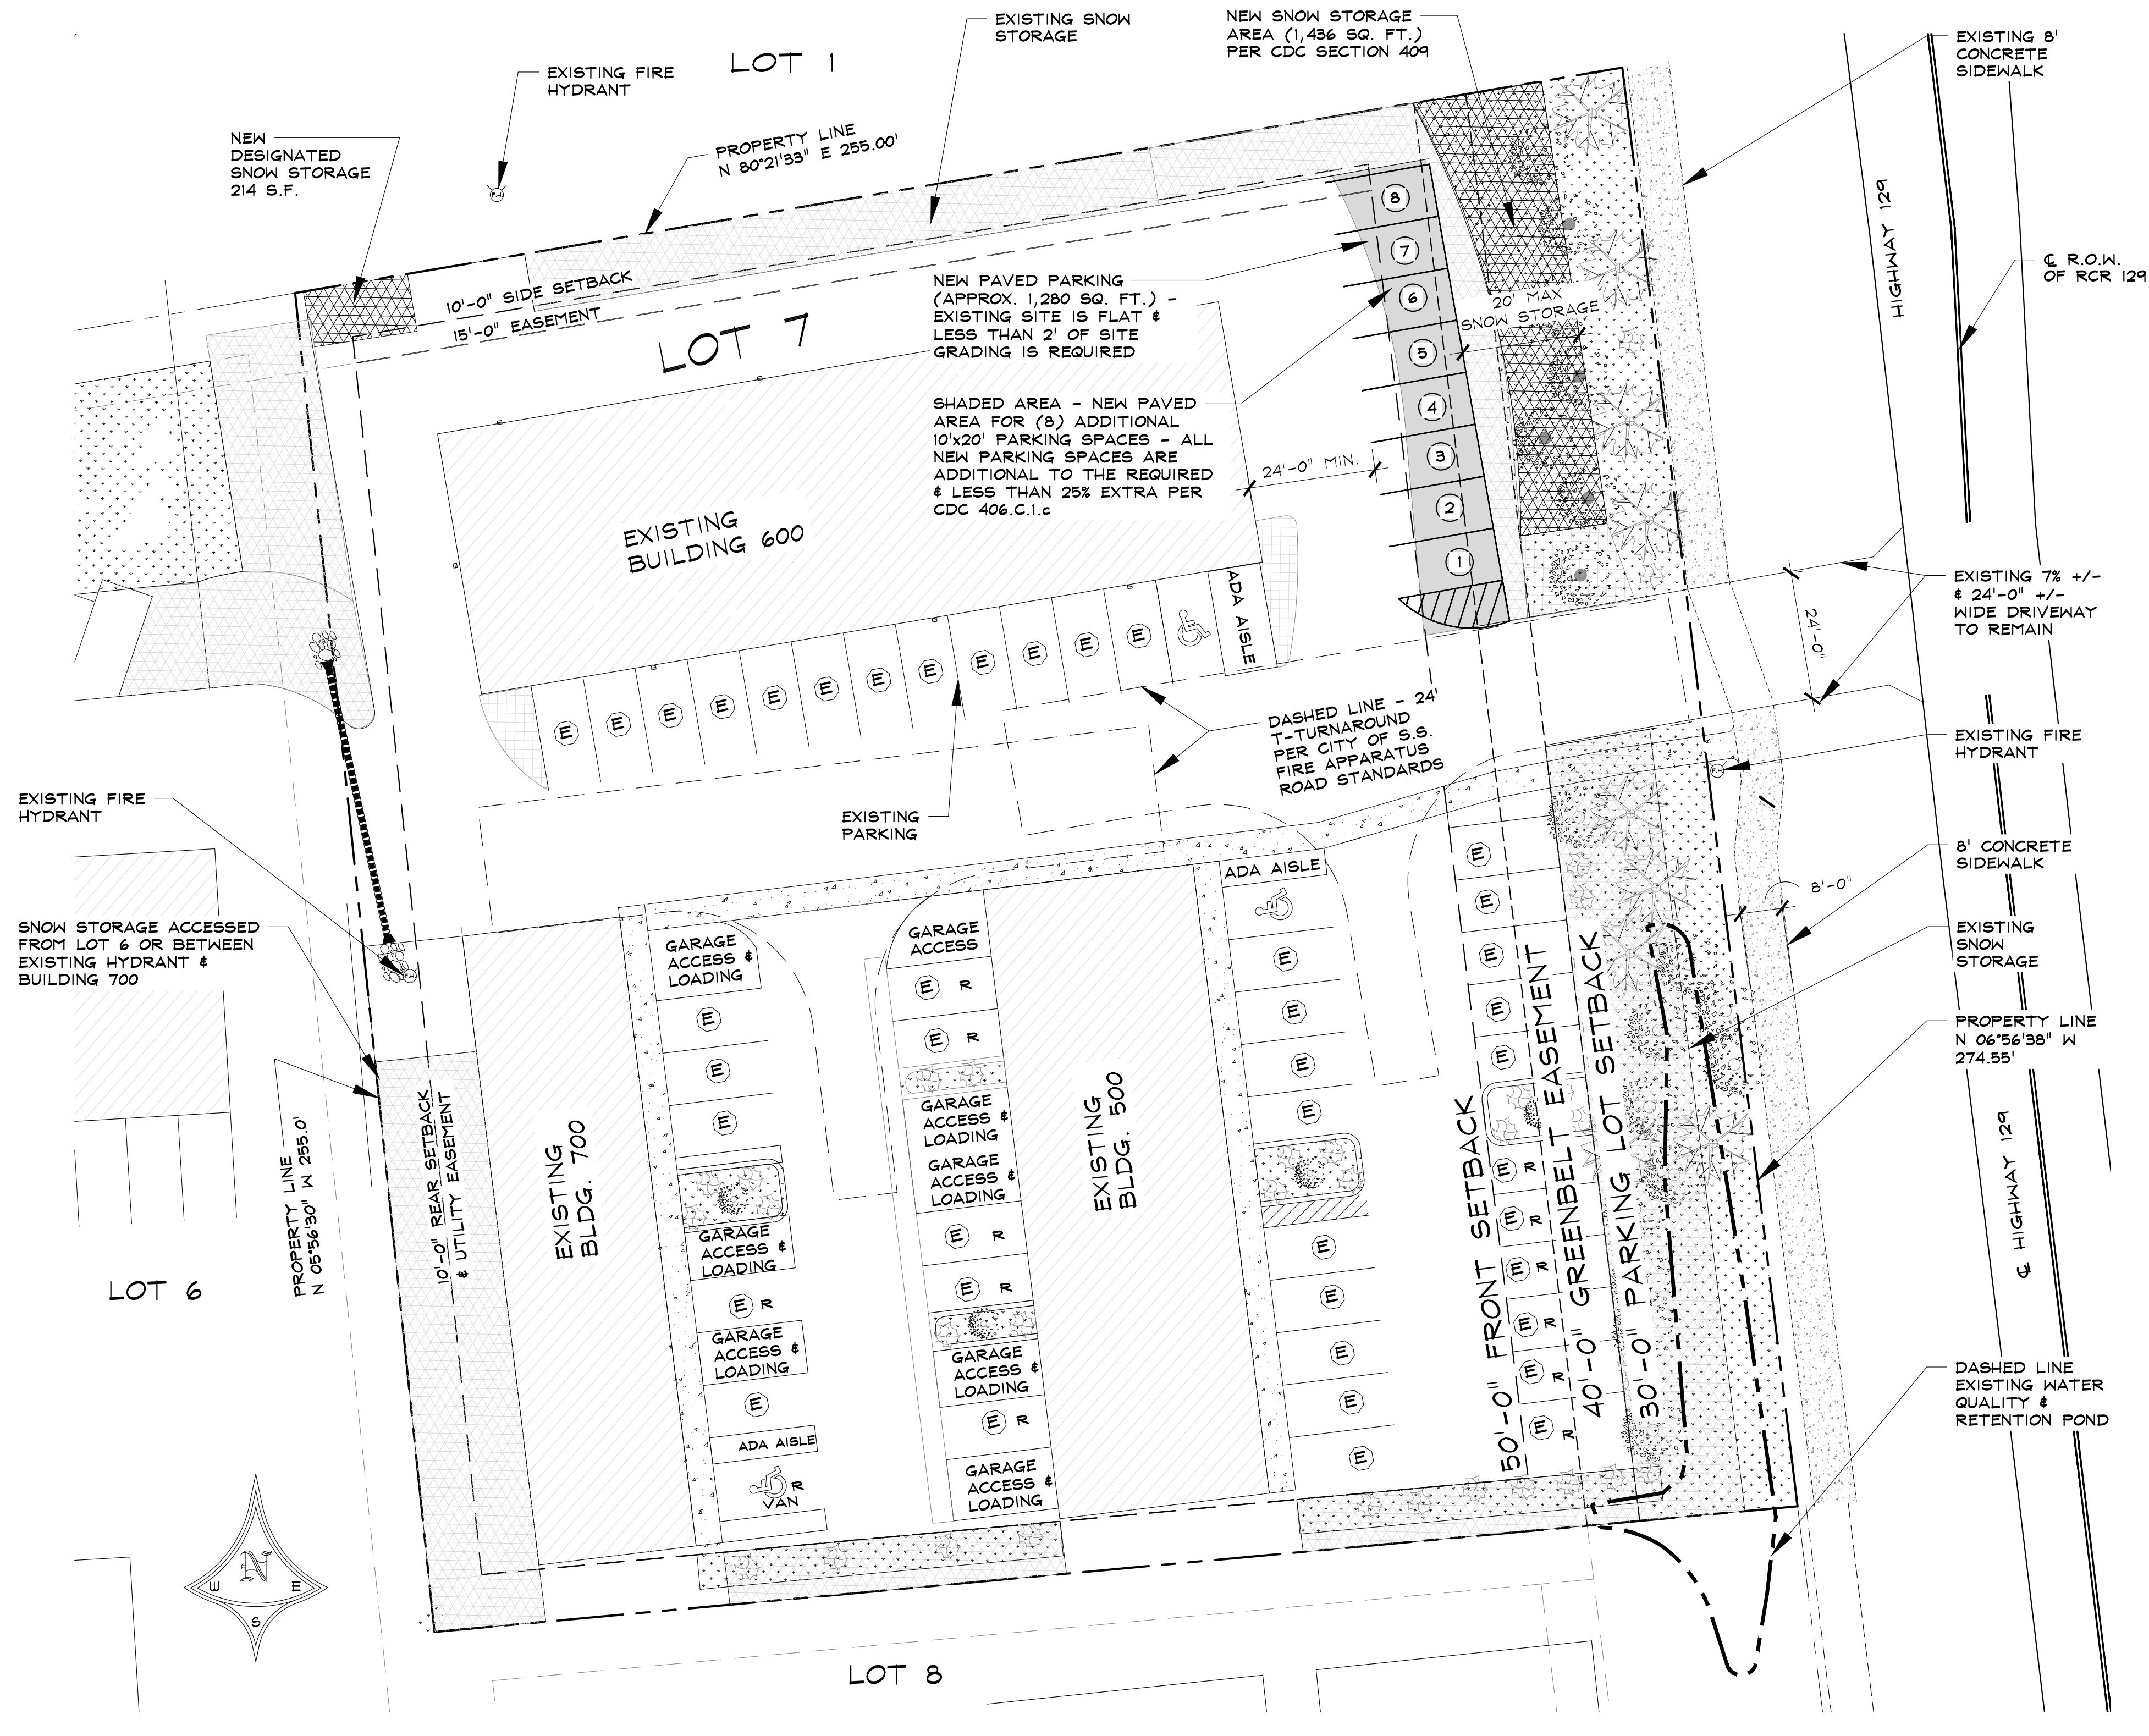 EXISTING SNOW
STORAGE
NEW SNOW STORAGE
AREA (1,436 SQ. FT.)
PER CDC SECTION 409
EXISTING 8'
CONCRETE
SIDEWALK
LOT 1
EXISTING FIRE
HYDRANT
NEW
DESIGNATED
SNOW STORAGE
214 S.F.
PROPERTY LINE
N 80°21'33" E 255.00'
F.H.
HIGHWAY 129
℄ R.O.W.
OF RCR 129
10'-0" SIDE SETBACK
15'-0" EASEMENT
LOT 7
NEW PAVED PARKING
(APPROX. 1,280 SQ. FT.) -
EXISTING SITE IS FLAT &
LESS THAN 2' OF SITE
GRADING IS REQUIRED
SHADED AREA - NEW PAVED
AREA FOR (8) ADDITIONAL
10'x20' PARKING SPACES - ALL
NEW PARKING SPACES ARE
ADDITIONAL TO THE REQUIRED
& LESS THAN 25% EXTRA PER
CDC 406.C.1.c
8
7
6
5
4
3
2
1
20' MAX
SNOW STORAGE
24'-0" MIN.
EXISTING
BUILDING 600
E
E
E
E
E
E
E
E
E
E
E
E
ADA AISLE
EXISTING 7% +/-
& 24'-0" +/-
WIDE DRIVEWAY
TO REMAIN
24'-0"
DASHED LINE - 24'
T-TURNAROUND
PER CITY OF S.S.
FIRE APPARATUS
ROAD STANDARDS
EXISTING
PARKING
EXISTING FIRE
HYDRANT
F.H.
EXISTING FIRE
HYDRANT
F.H.
SNOW STORAGE ACCESSED
FROM LOT 6 OR BETWEEN
EXISTING HYDRANT &
BUILDING 700
8' CONCRETE
SIDEWALK
8'-0"
EXISTING
SNOW
STORAGE
PROPERTY LINE
N 06°56'38" W
274.55'
℄ HIGHWAY 129
DASHED LINE
EXISTING WATER
QUALITY &
RETENTION POND
PROPERTY LINE
N 05°56'30" W 255.0'
10'-0" REAR SETBACK
& UTILITY EASEMENT
LOT 6
EXISTING
BLDG. 700
GARAGE
ACCESS &
LOADING
E
E
E
GARAGE
ACCESS &
LOADING
E R
GARAGE
ACCESS &
LOADING
E
ADA AISLE
R
VAN
GARAGE
ACCESS
E R
E R
GARAGE
ACCESS &
LOADING
GARAGE
ACCESS &
LOADING
E R
E R
GARAGE
ACCESS &
LOADING
E R
GARAGE
ACCESS &
LOADING
EXISTING
BLDG. 500
ADA AISLE
E
E
E
E
E
E
E
E
E
E
E
E
E
E
E R
E R
E R
E R
E R
E R
50'-0" FRONT SETBACK
40'-0" GREENBELT EASEMENT
30'-0" PARKING LOT SETBACK
N
W
E
S
LOT 8